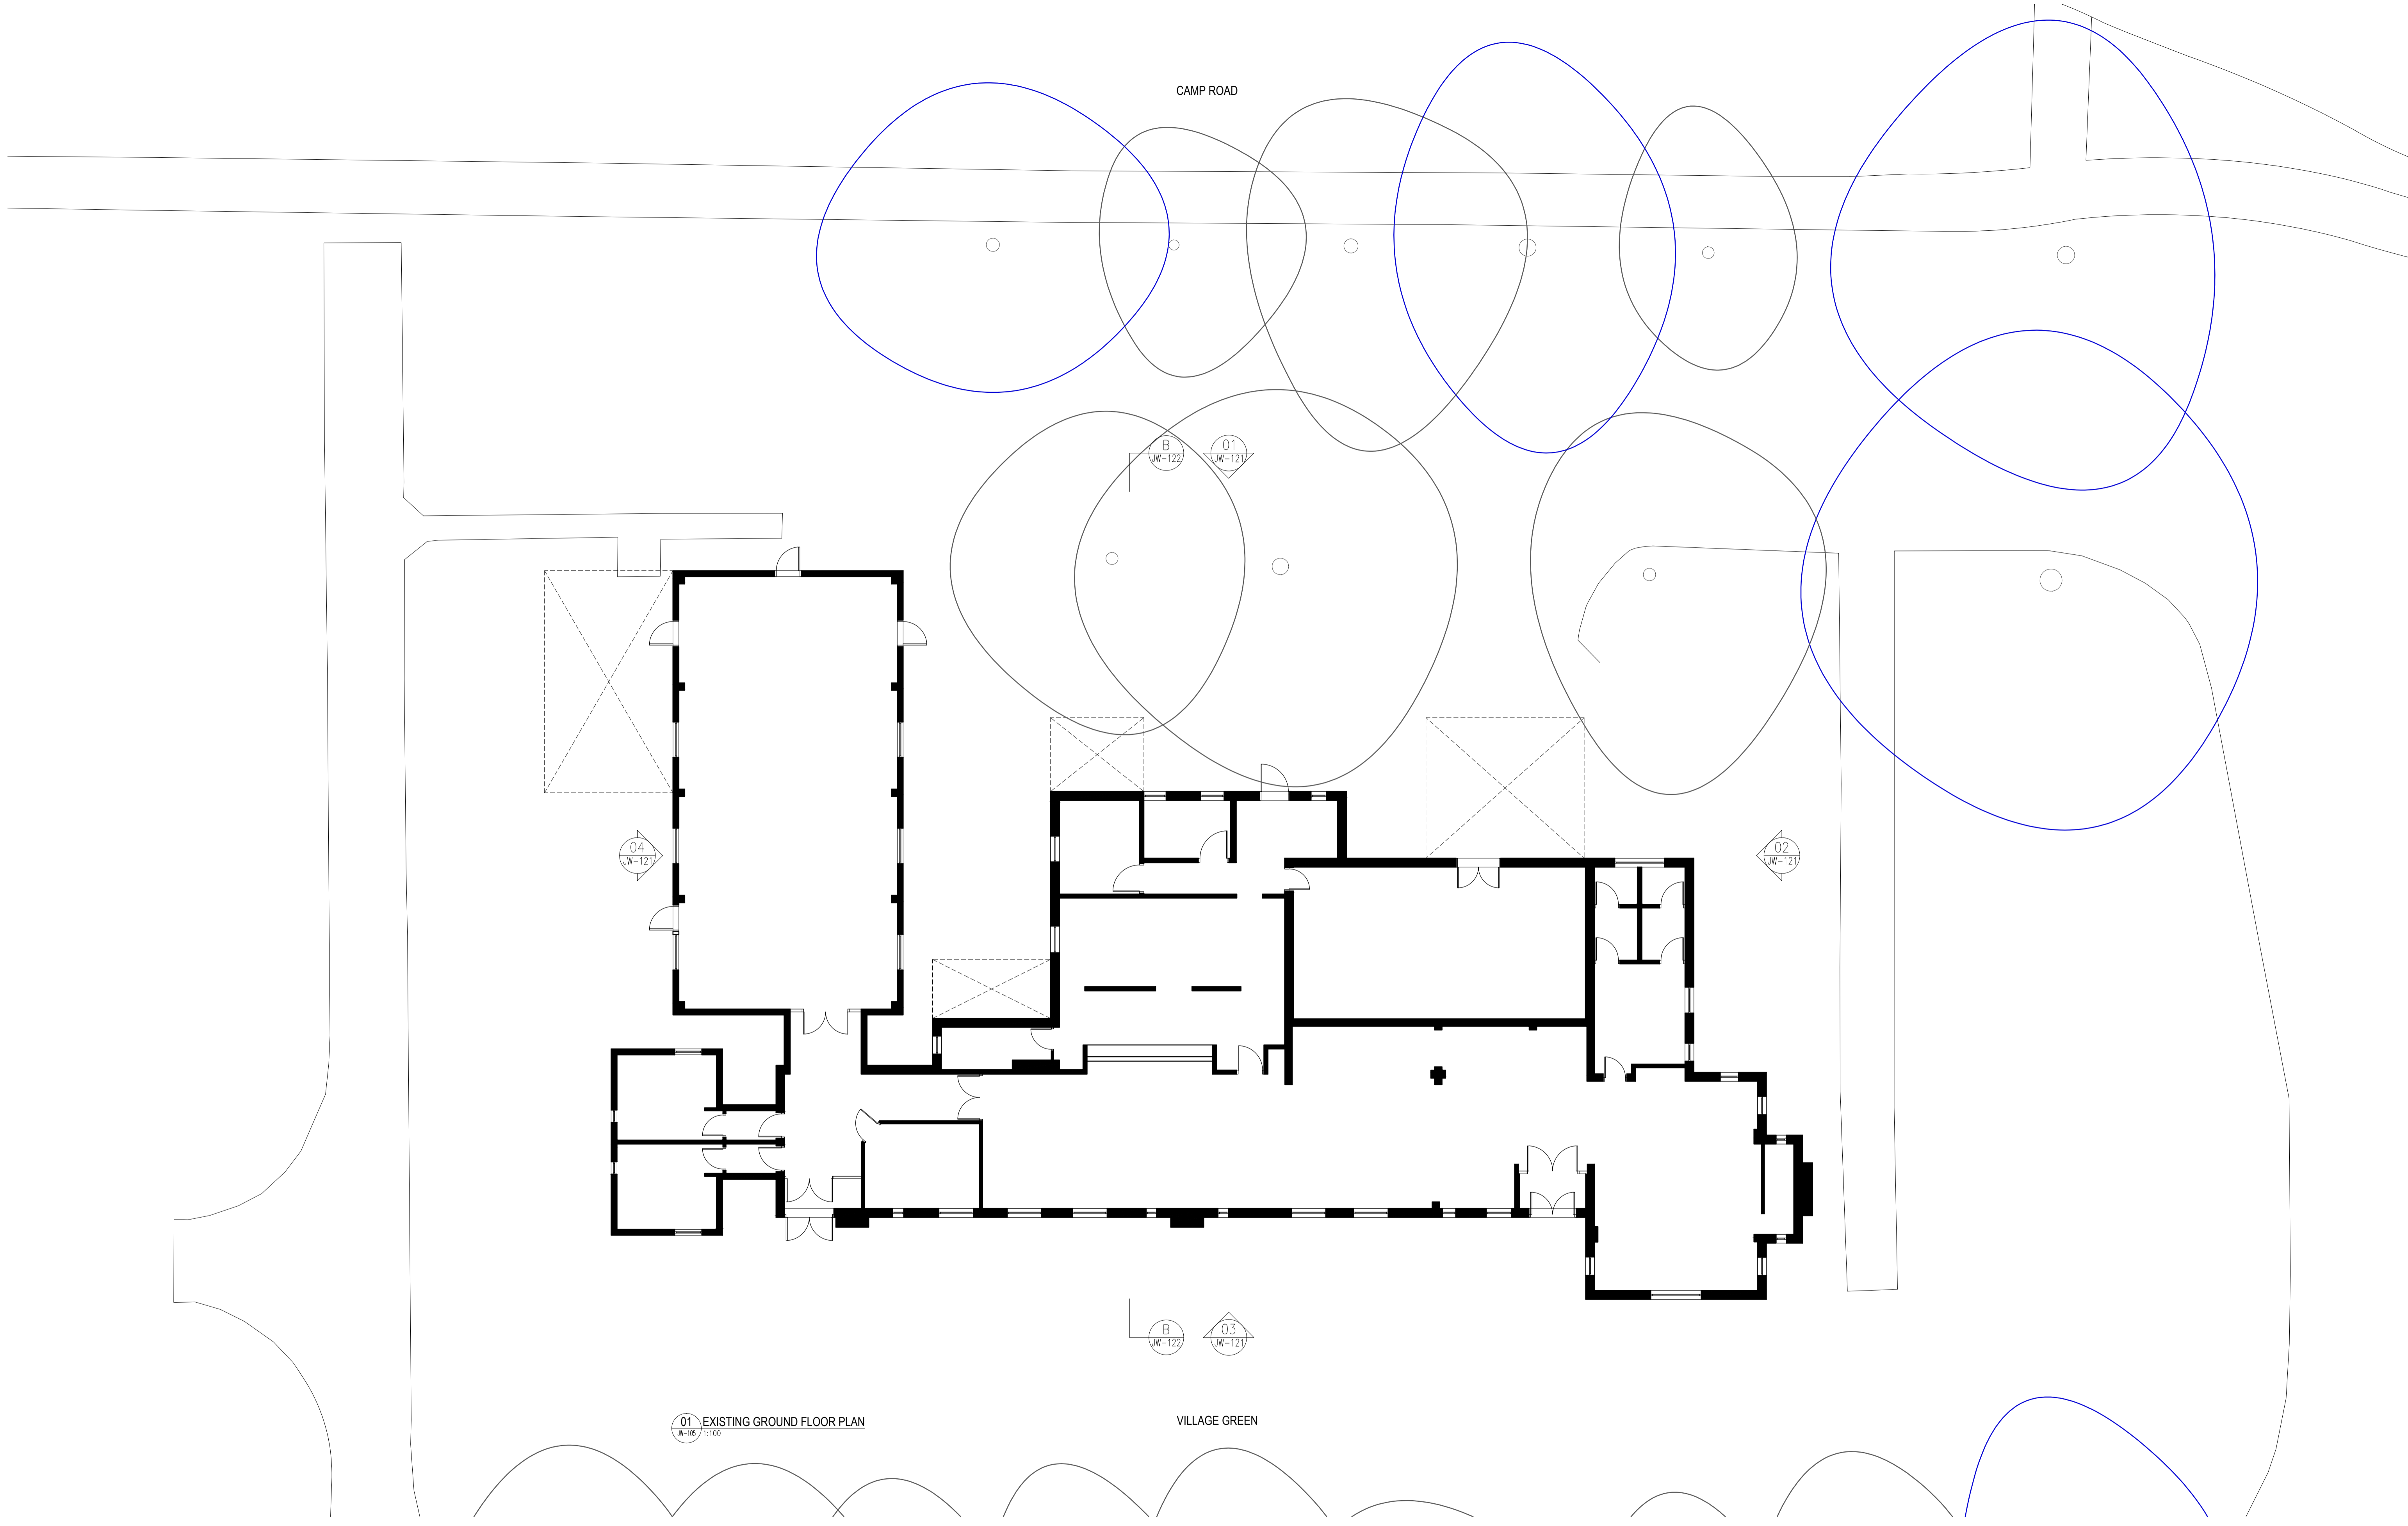 CAMP ROAD
B
JW-122
01
JW-121
04
JW-121
02
JW-121
B
JW-122
03
JW-121
01 EXISTING GROUND FLOOR PLAN
JW-105 1:100
VILLAGE GREEN